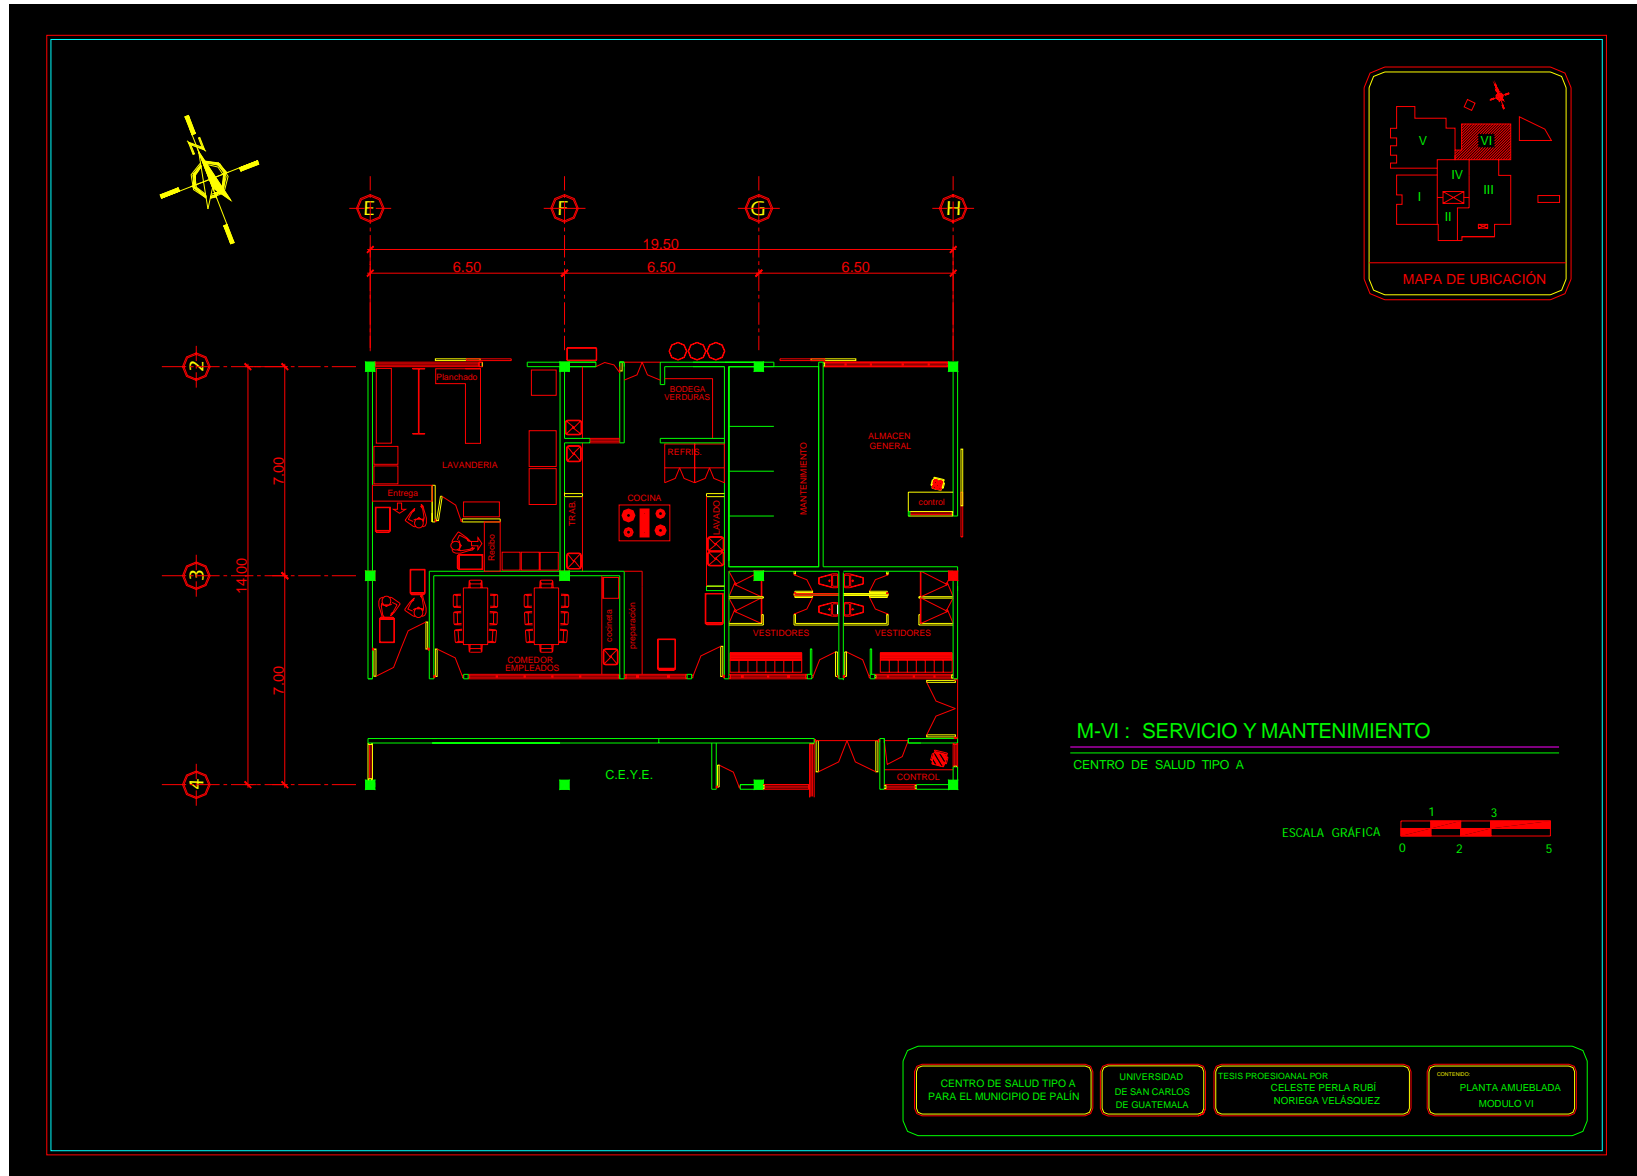 N
E
F
G
H
19.50
6.50
6.50
6.50
V
VI
IV
III
I
II
MAPA DE UBICACIÓN
2
3
4
7.00
14.00
7.00
Planchado
LAVANDERIA
Entrega
Recibo
TRAB.
COCINA
REFRIS.
BODEGA
VERDURAS
LAVADO
MANTENIMIENTO
ALMACEN
GENERAL
control
COMEDOR
EMPLEADOS
cocineta
preparación
VESTIDORES
VESTIDORES
C.E.Y.E.
CONTROL
M-VI : SERVICIO Y MANTENIMIENTO
CENTRO DE SALUD TIPO A
ESCALA GRÁFICA
1 3
0 2 5
CENTRO DE SALUD TIPO A
PARA EL MUNICIPIO DE PALÍN
UNIVERSIDAD
DE SAN CARLOS
DE GUATEMALA
TESIS PROESIOANAL POR
CELESTE PERLA RUBÍ
NORIEGA VELÁSQUEZ
CONTENIDO:
PLANTA AMUEBLADA
MODULO VI